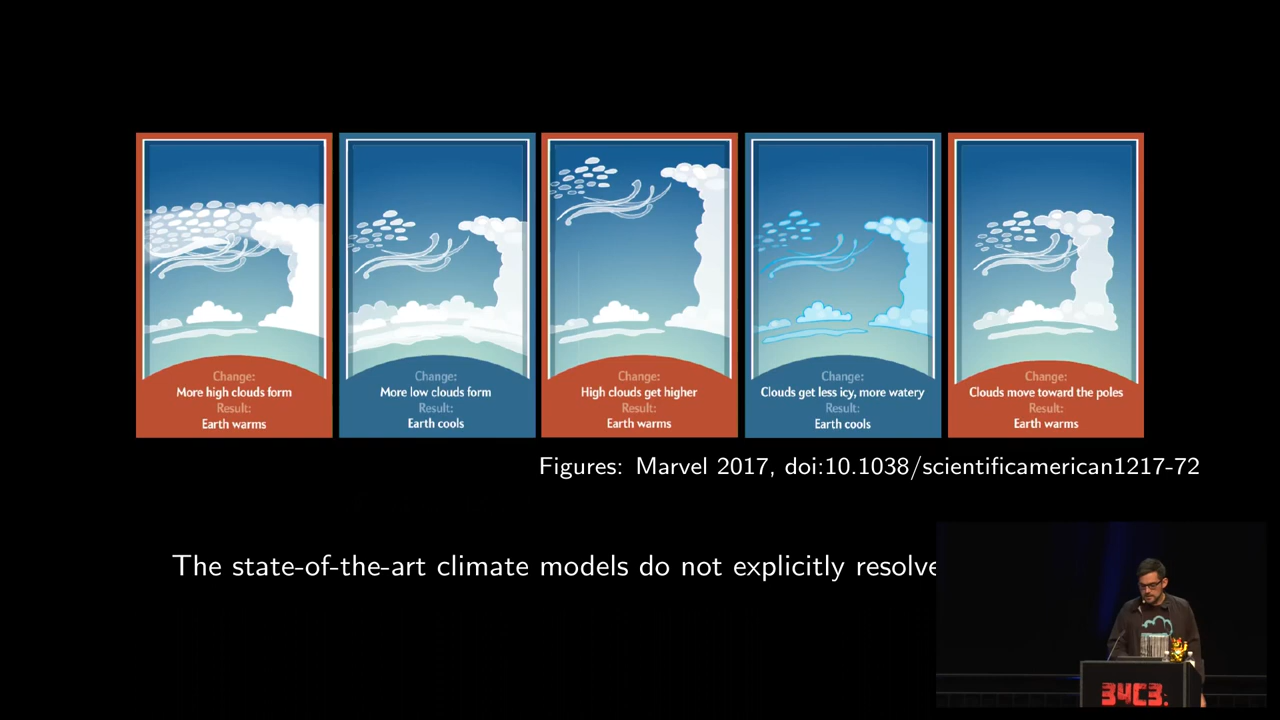 Change:
More high clouds form
Result:
Earth warms
Change:
More low clouds form
Result:
Earth cools
Change:
High clouds get higher
Result:
Earth warms
Change:
Clouds get less icy, more watery
Result:
Earth cools
Change:
Clouds move toward the poles
Result:
Earth warms
Figures: Marvel 2017, doi:10.1038/scientificamerican1217-72
The state-of-the-art climate models do not explicitly resolve
34C3.